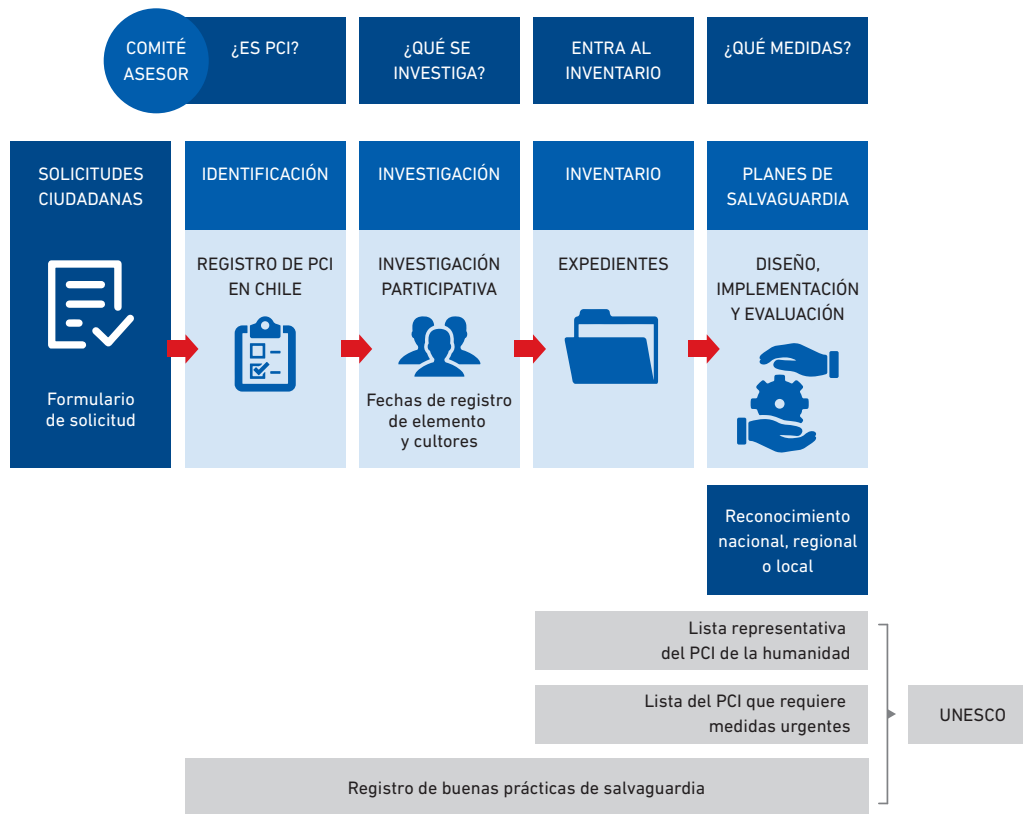 COMITÉ
ASESOR
¿ES PCI?
¿QUÉ SE
INVESTIGA?
ENTRA AL
INVENTARIO
¿QUÉ MEDIDAS?
SOLICITUDES
CIUDADANAS
Formulario
de solicitud
IDENTIFICACIÓN
REGISTRO DE PCI
EN CHILE
INVESTIGACIÓN
INVESTIGACIÓN
PARTICIPATIVA
Fechas de registro
de elemento
y cultores
INVENTARIO
EXPEDIENTES
PLANES DE
SALVAGUARDIA
DISEÑO,
IMPLEMENTACIÓN
Y EVALUACIÓN
Reconocimiento
nacional, regional
o local
Lista representativa
del PCI de la humanidad
Lista del PCI que requiere
medidas urgentes
Registro de buenas prácticas de salvaguardia
UNESCO